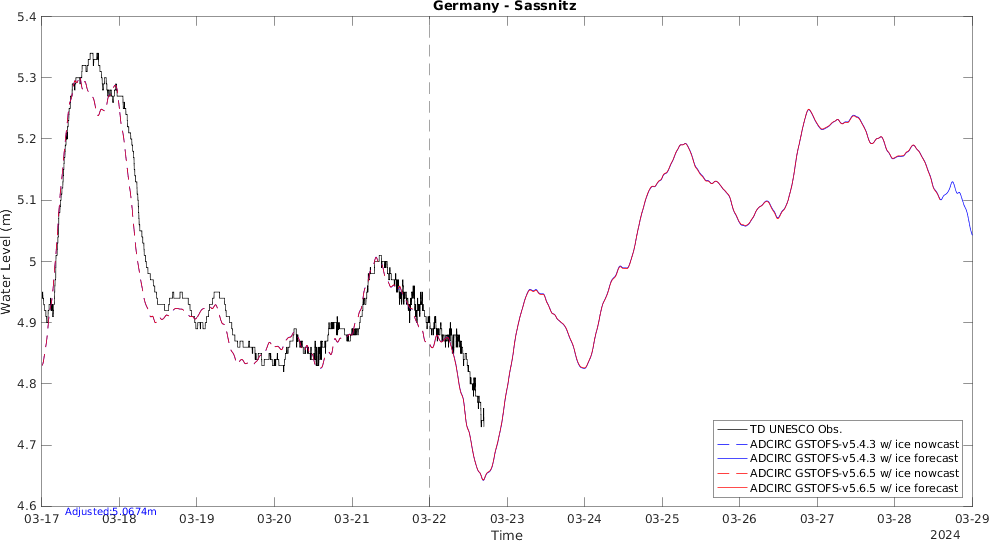 Germany - Sassnitz
5.4
5.3
5.2
5.1
5
4.9
4.8
4.7
4.6
Water Level (m)
03-17
03-18
03-19
03-20
03-21
03-22
03-23
03-24
03-25
03-26
03-27
03-28
03-29
Adjusted:5.0674m
Time
2024
TD UNESCO Obs.
ADCIRC GSTOFS-v5.4.3 w/ ice nowcast
ADCIRC GSTOFS-v5.4.3 w/ ice forecast
ADCIRC GSTOFS-v5.6.5 w/ ice nowcast
ADCIRC GSTOFS-v5.6.5 w/ ice forecast